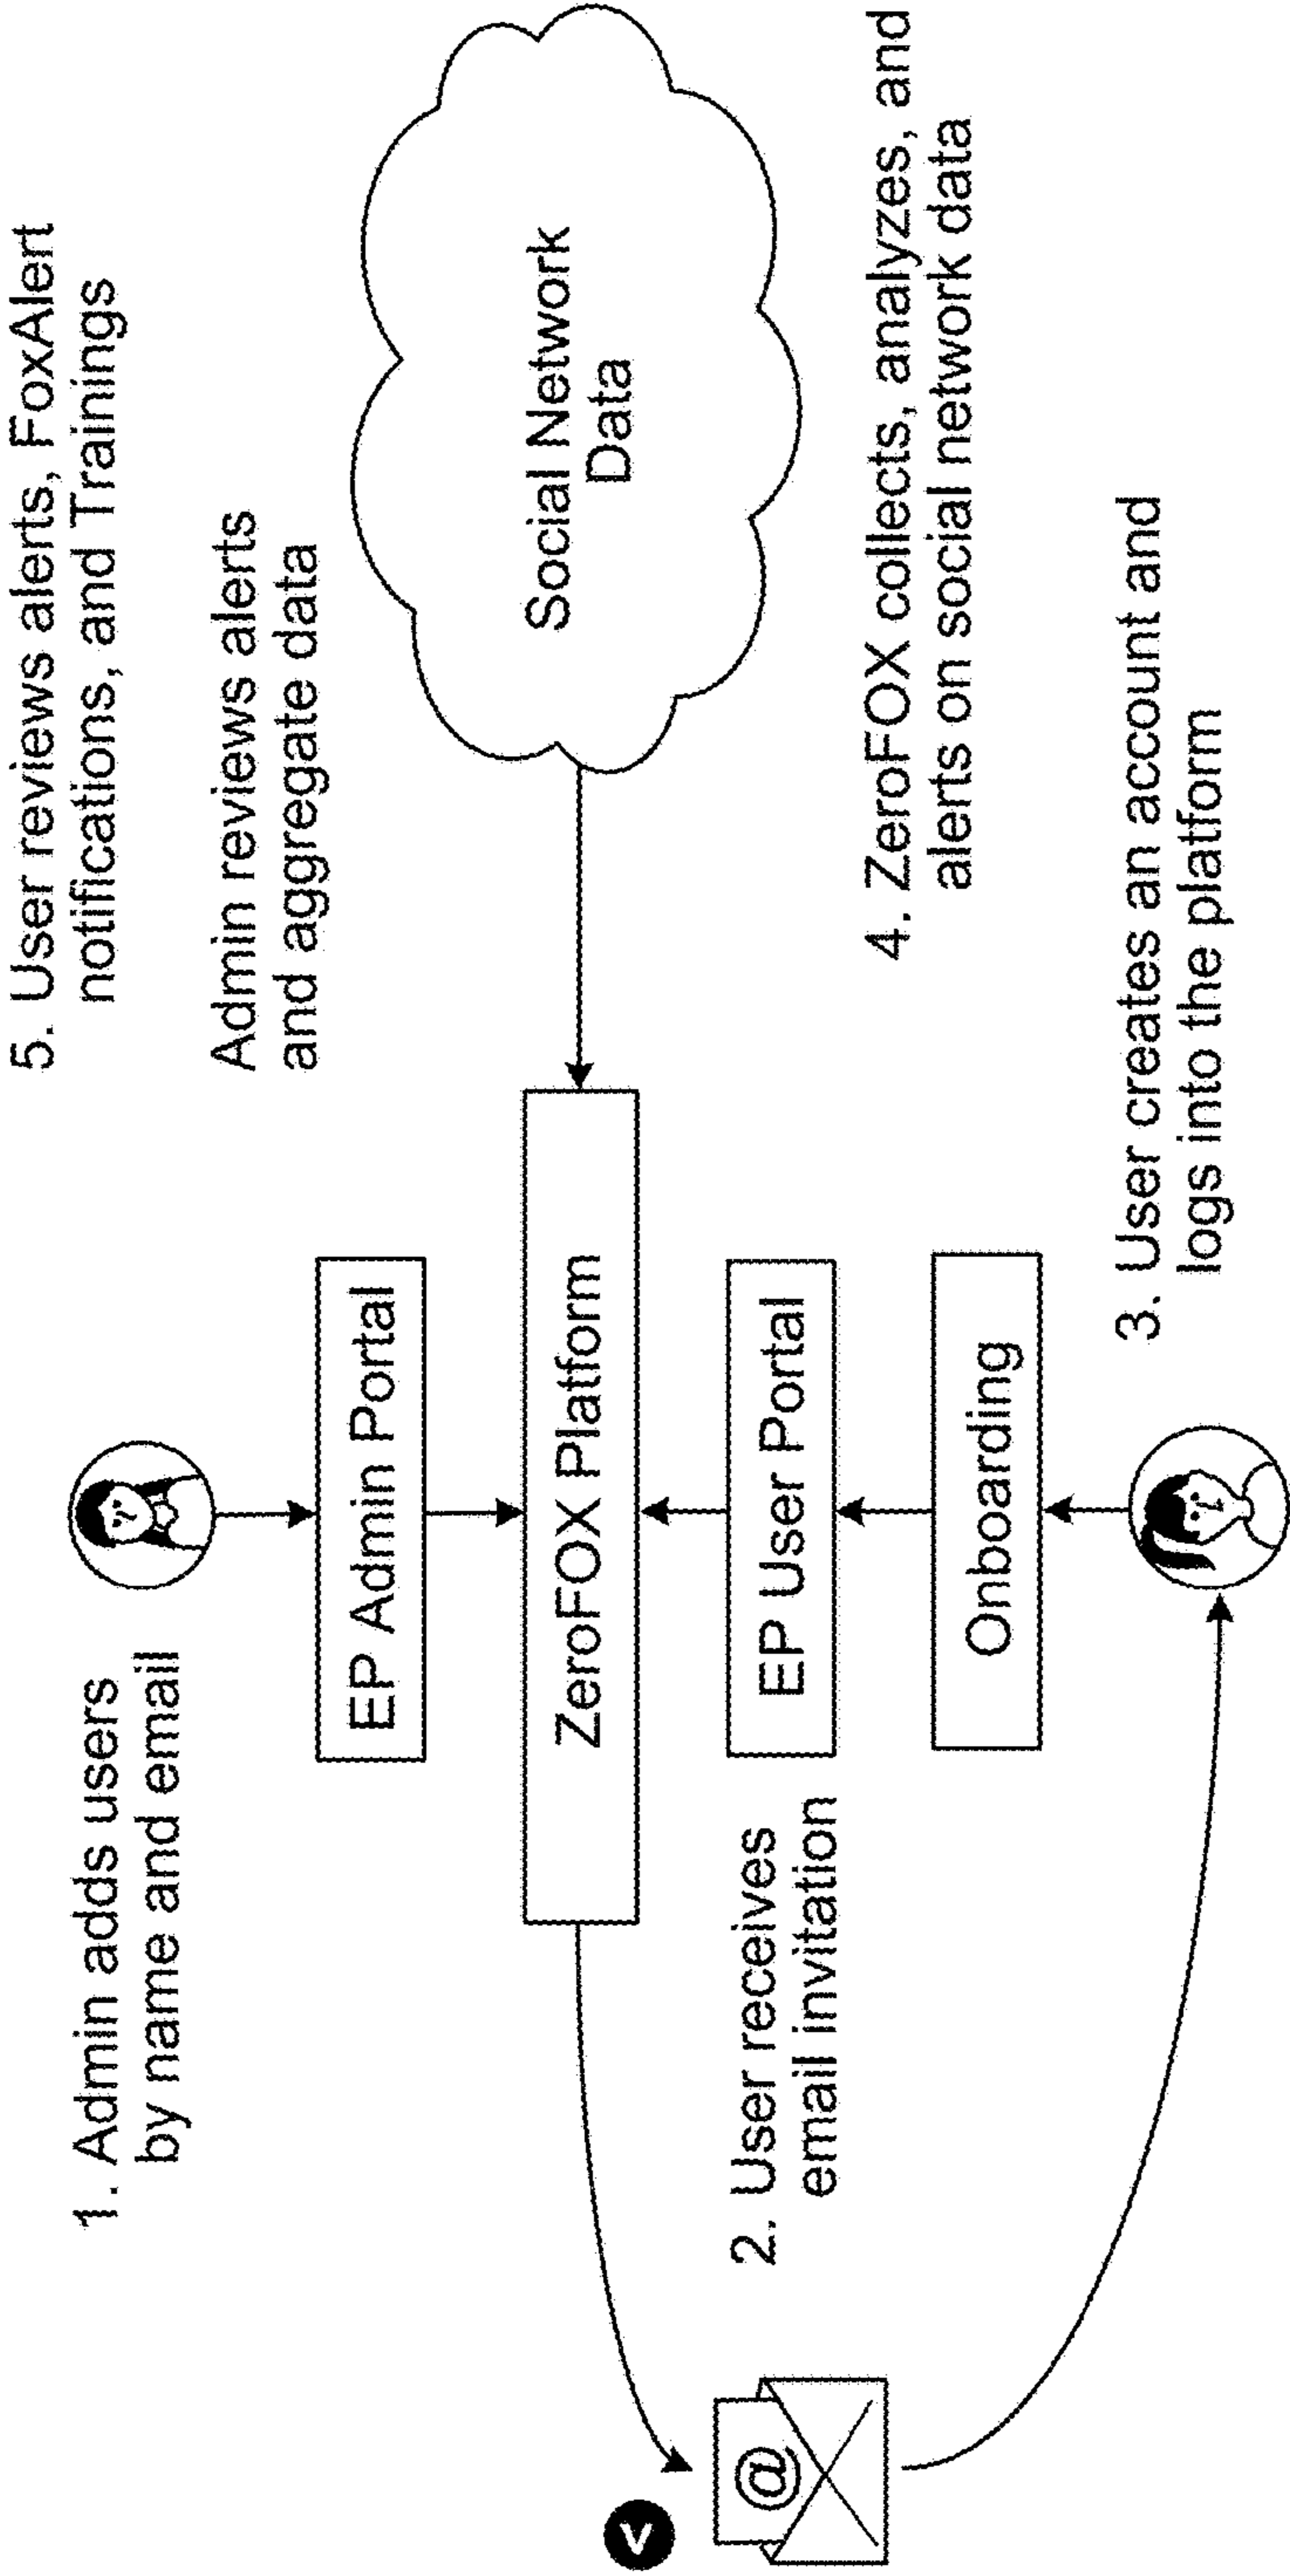 1. Admin adds users
by name and email
5. User reviews alerts, FoxAlert
notifications, and Trainings
Admin reviews alerts
and aggregate data
EP Admin Portal
ZeroFOX Platform
Social Network
Data
V
@
2. User receives
email invitation
EP User Portal
Onboarding
4. ZeroFOX collects, analyzes, and
alerts on social network data
3. User creates an account and
logs into the platform